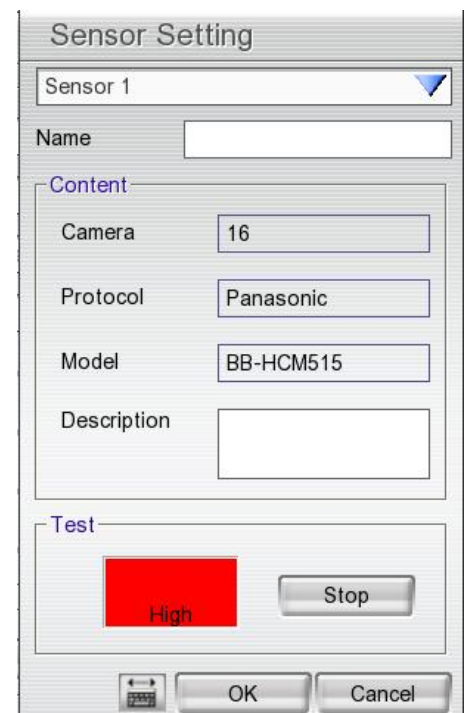 Sensor Setting
Sensor 1
Name
Content
Camera 16
Protocol Panasonic
Model BB-HCM515
Description
Test
High Stop
OK Cancel